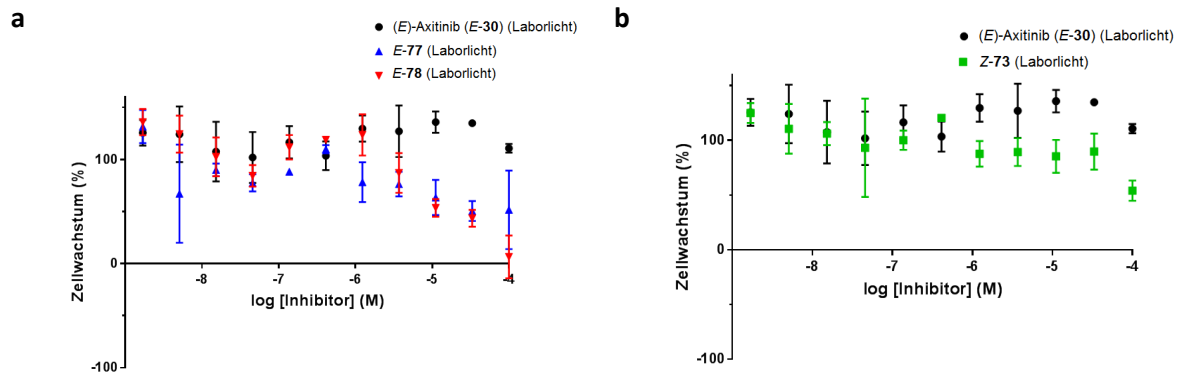 a
(E)-Axitinib (E-30) (Laborlicht)
E-77 (Laborlicht)
E-78 (Laborlicht)
Zellwachstum (%)
100
0
-100
-8
-7
-6
-5
-4
log [Inhibitor] (M)
b
(E)-Axitinib (E-30) (Laborlicht)
Z-73 (Laborlicht)
Zellwachstum (%)
100
0
-100
-8
-7
-6
-5
-4
log [Inhibitor] (M)